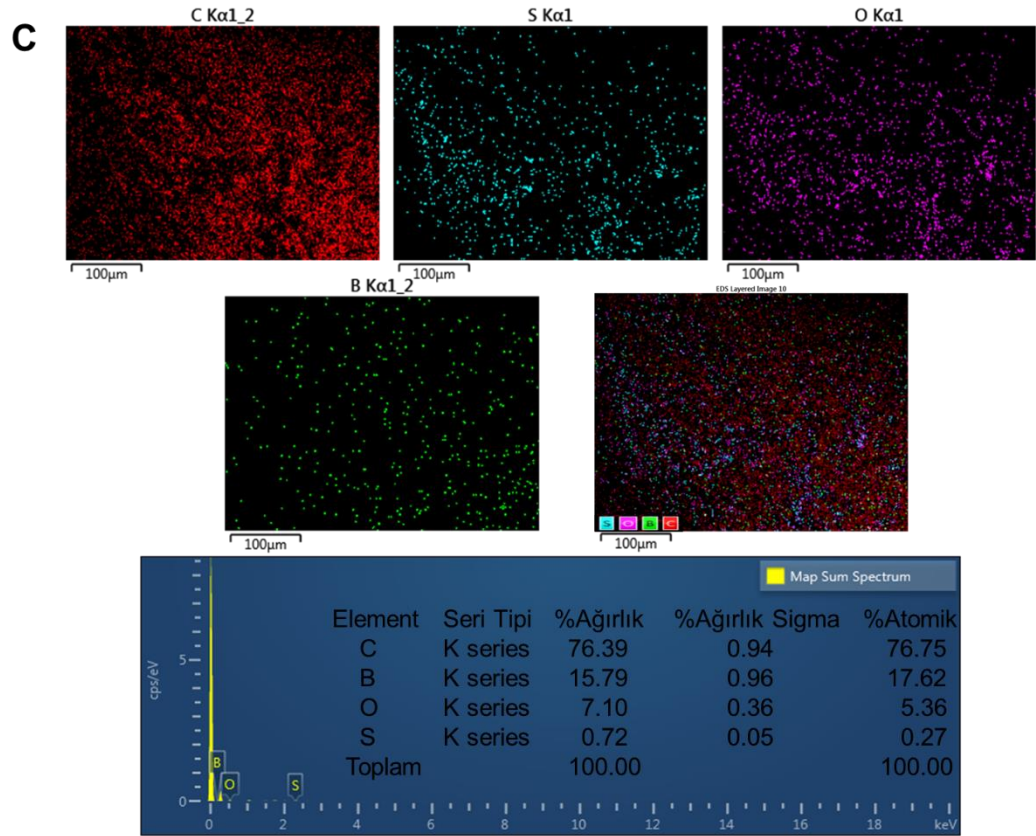 C
C Kα1_2
S Kα1
O Kα1
100µm
100µm
100µm
B Kα1_2
EDS Layered Image 10
S O B C
100µm
100µm
Map Sum Spectrum
Element Seri Tipi %Ağırlık %Ağırlık Sigma %Atomik
C K series 76.39 0.94 76.75
B K series 15.79 0.96 17.62
O K series 7.10 0.36 5.36
S K series 0.72 0.05 0.27
Toplam 100.00 100.00
cps/eV
5
0
B
O
S
0 2 4 6 8 10 12 14 16 18 keV